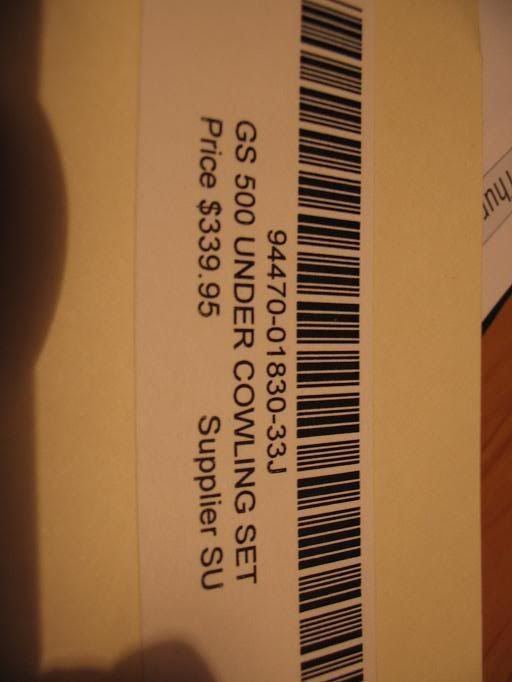 94470-01830-33J
GS 500 UNDER COWLING SET
Price $339.95 Supplier SU